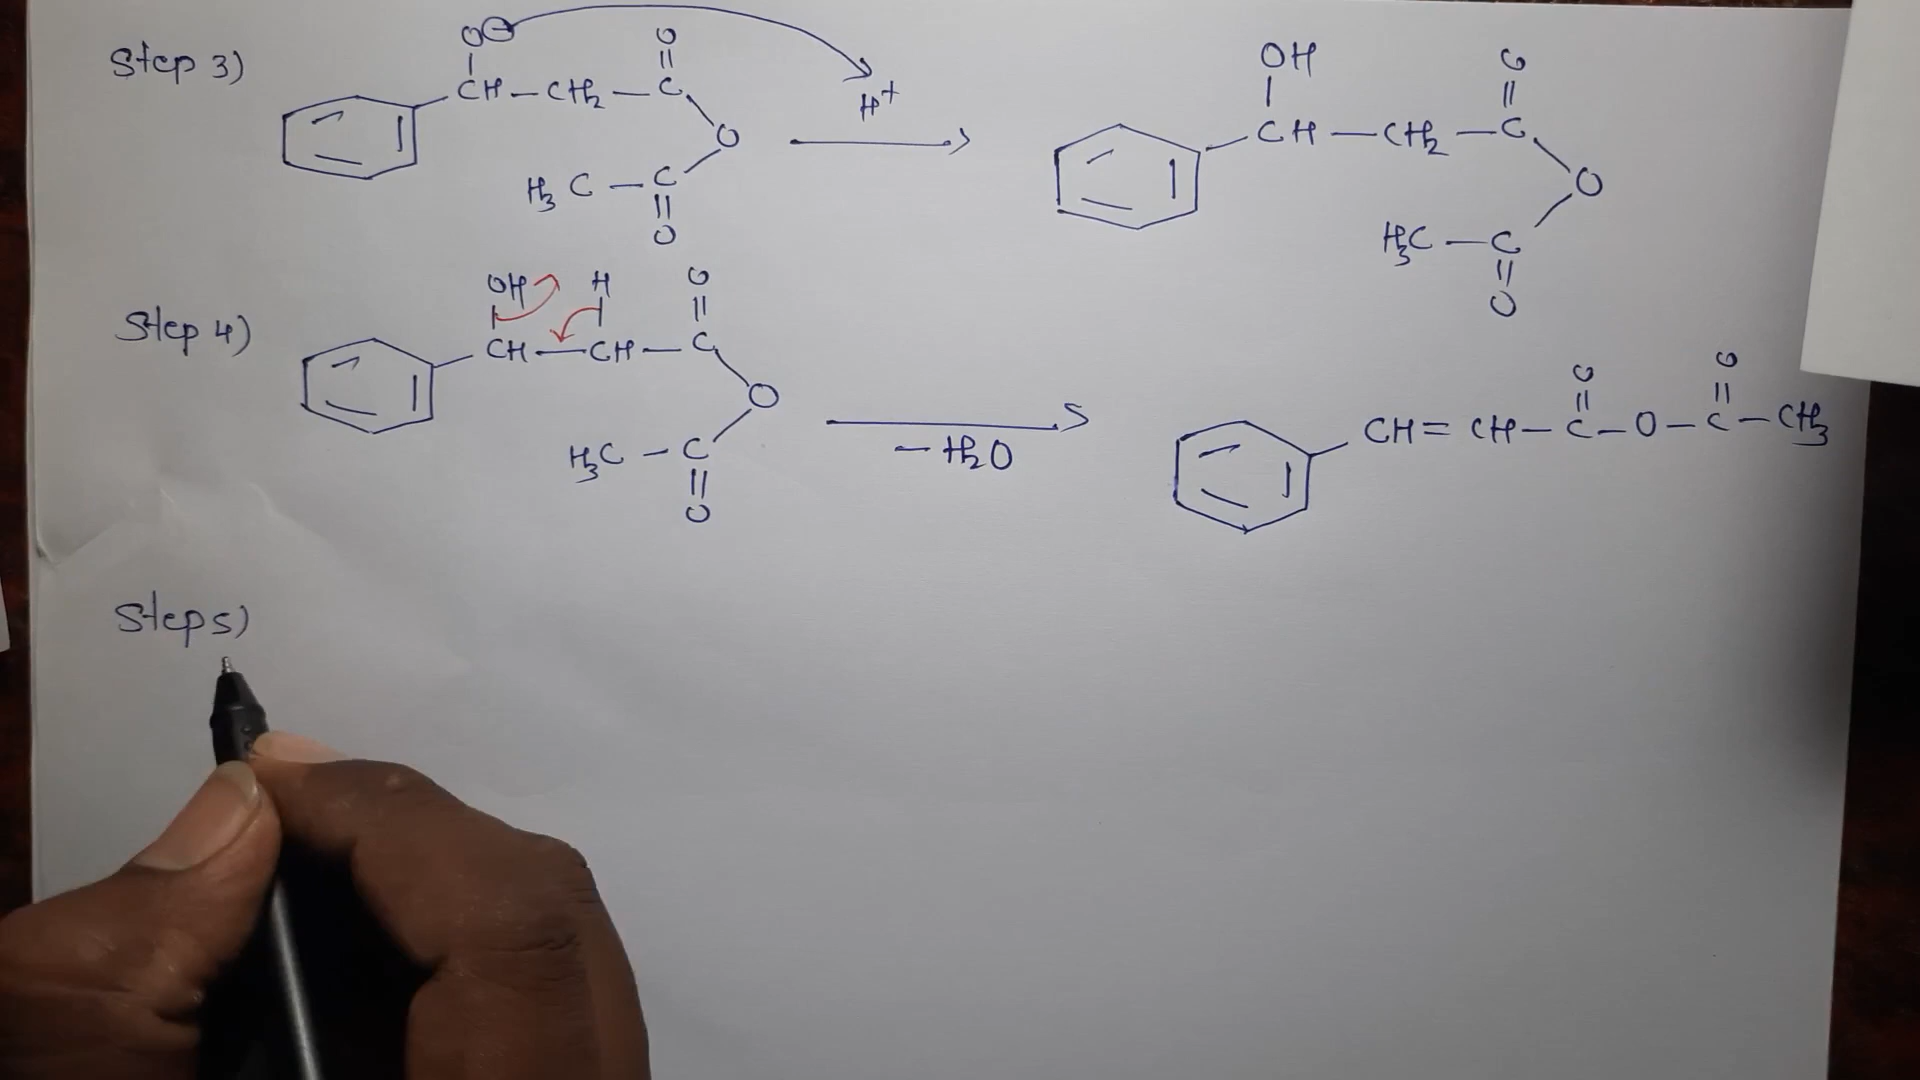 Step 3)
O⊖ O OH O
CH – CH₂ – C H⁺ CH – CH₂ – C
O O
H₃C – C H₃C – C
O O
OH H O
Step 4) CH – CH – C
O O O
O CH = CH – C – O – C – CH₃
H₃C – C – H₂O
O
Step 5)